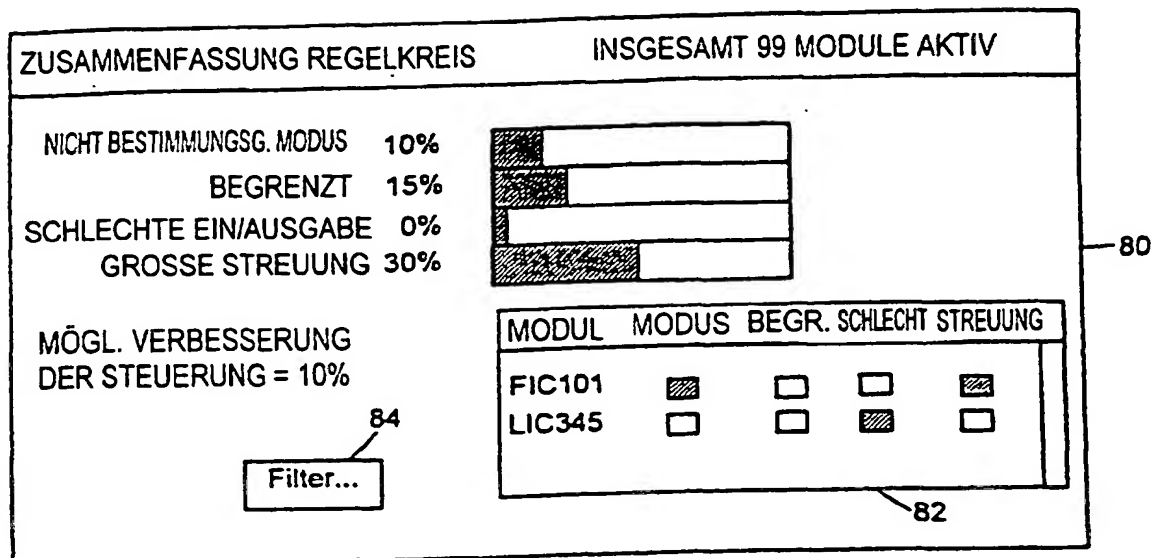 ZUSAMMENFASSUNG REGELKREIS INSGESAMT 99 MODULE AKTIV
NICHT BESTIMMUNGSG. MODUS 10%
BEGRENZT 15%
SCHLECHTE EIN/AUSGABE 0%
GROSSE STREUUNG 30%
80
MÖGL. VERBESSERUNG
DER STEUERUNG = 10%
84
Filter...
MODUL MODUS BEGR. SCHLECHT STREUUNG
FIC101
LIC345
82